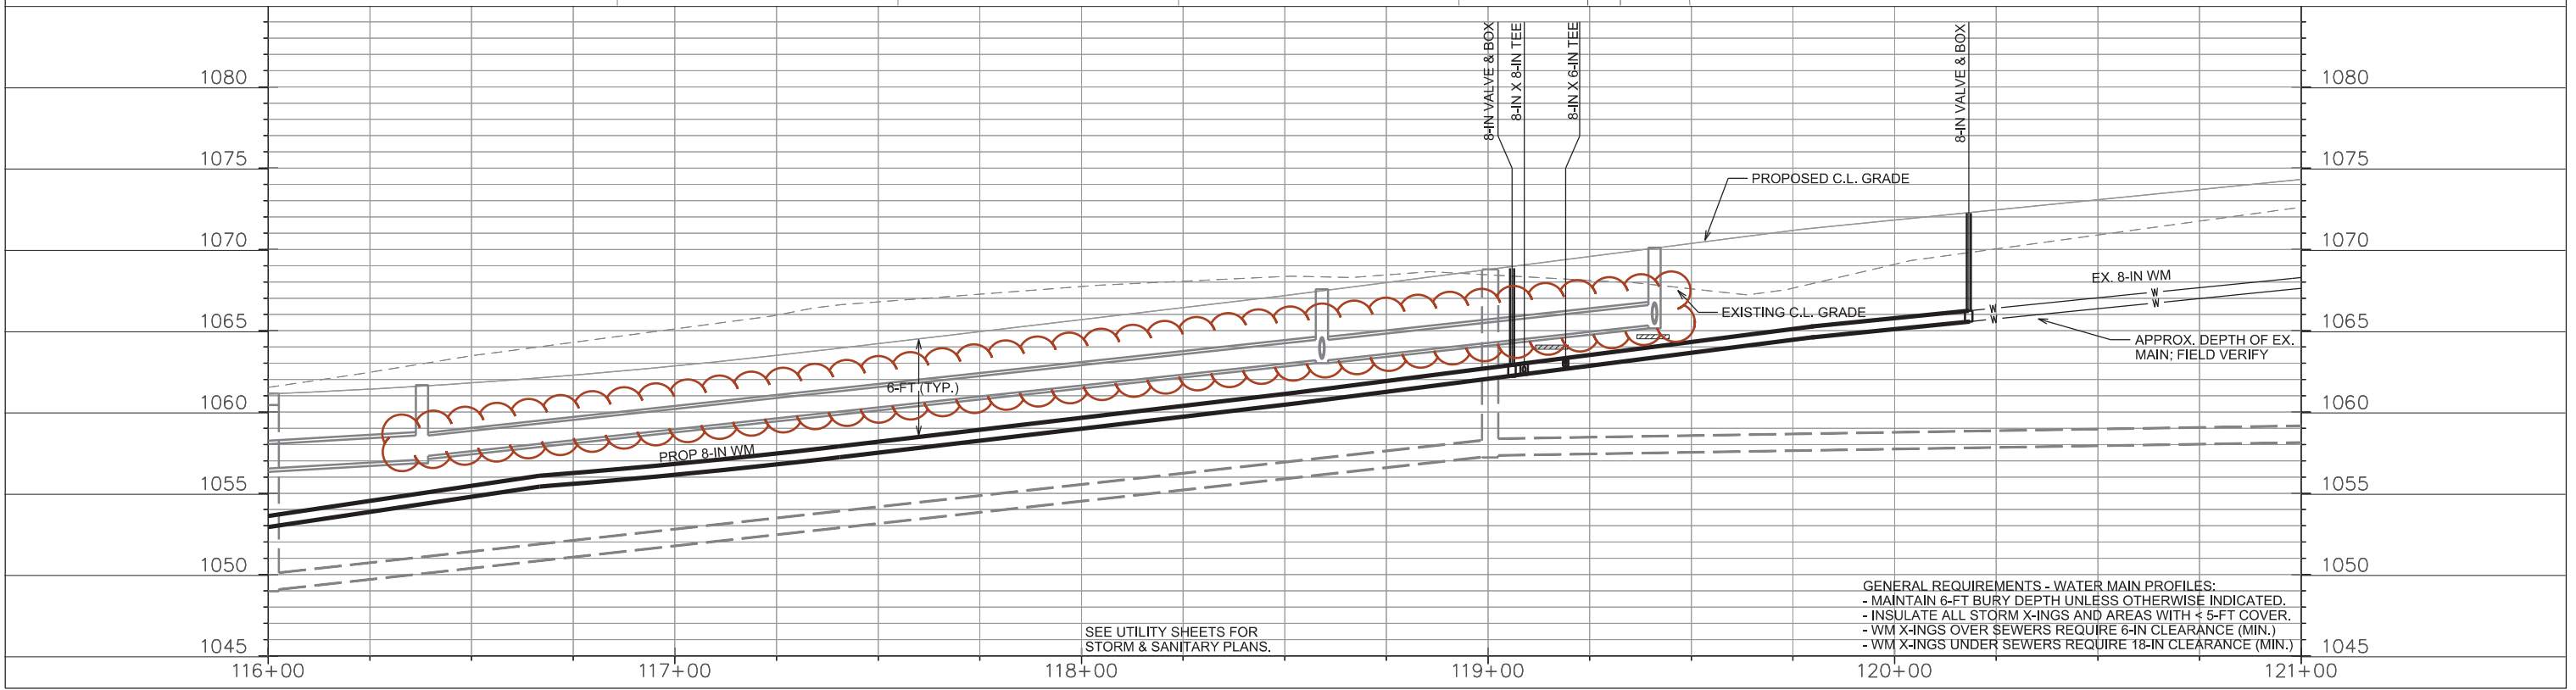 8-IN VALVE & BOX
8-IN X 8-IN TEE
8-IN X 6-IN TEE
8-IN VALVE & BOX
1080
1080
1075
1075
PROPOSED C.L. GRADE
1070
1070
EX. 8-IN WM
W
W
W
W
1065
EXISTING C.L. GRADE
1065
APPROX. DEPTH OF EX.
MAIN; FIELD VERIFY
6-FT (TYP.)
1060
1060
PROP 8-IN WM
1055
1055
1050
1050
GENERAL REQUIREMENTS - WATER MAIN PROFILES:
- MAINTAIN 6-FT BURY DEPTH UNLESS OTHERWISE INDICATED.
- INSULATE ALL STORM X-INGS AND AREAS WITH < 5-FT COVER.
- WM X-INGS OVER SEWERS REQUIRE 6-IN CLEARANCE (MIN.)
- WM X-INGS UNDER SEWERS REQUIRE 18-IN CLEARANCE (MIN.)
SEE UTILITY SHEETS FOR
STORM & SANITARY PLANS.
1045
1045
116+00
117+00
118+00
119+00
120+00
121+00